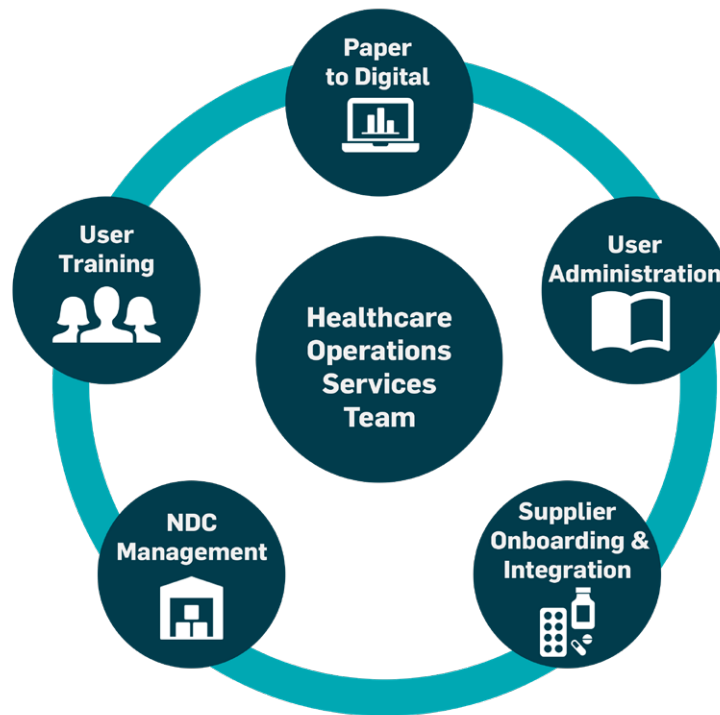 Paper
to Digital
User
Administration
Supplier
Onboarding &
Integration
NDC
Management
User
Training
Healthcare
Operations
Services
Team